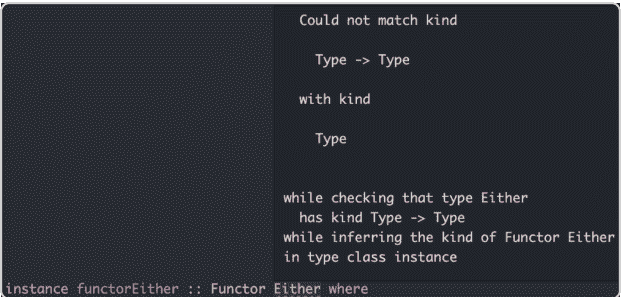 Could not match kind
Type -> Type
with kind
Type
while checking that type Either
has kind Type -> Type
while inferring the kind of Functor Either
in type class instance
instance functorEither :: Functor Either where